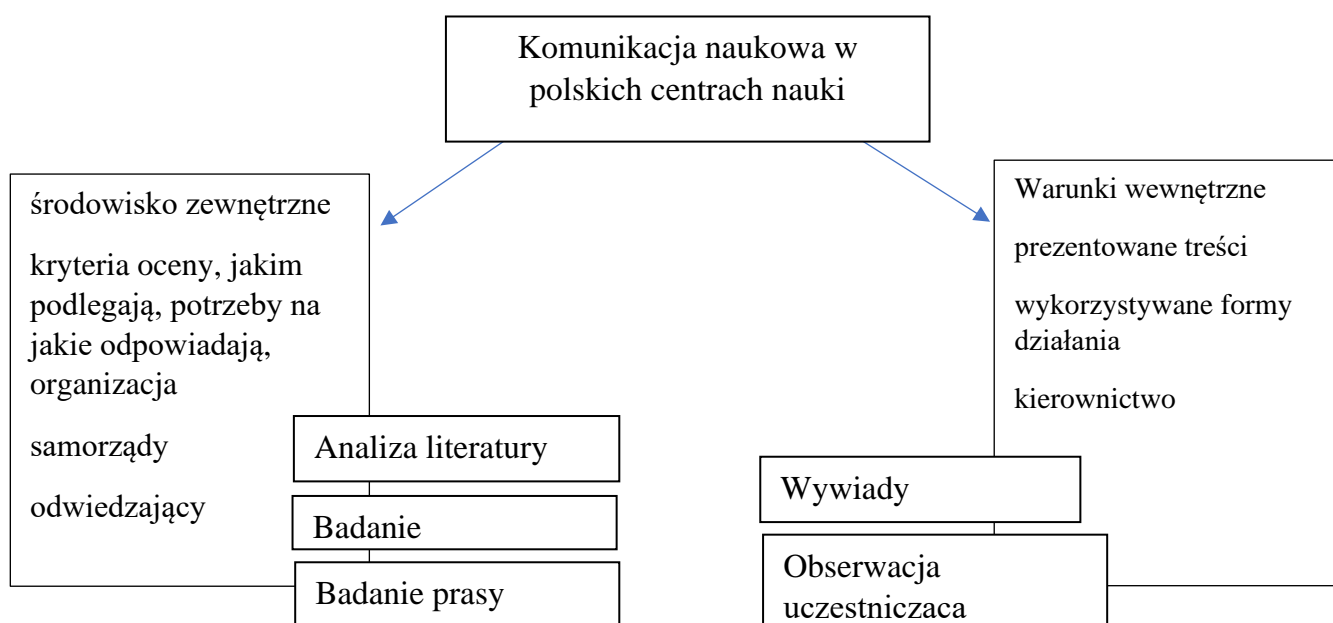 Komunikacja naukowa w
polskich centrach nauki
środowisko zewnętrzne
kryteria oceny, jakim
podlegają, potrzeby na
jakie odpowiadają,
organizacja
samorządy
odwiedzający
Analiza literatury
Badanie
Badanie prasy
Warunki wewnętrzne
prezentowane treści
wykorzystywane formy
działania
kierownictwo
Wywiady
Obserwacja
uczestniczaca